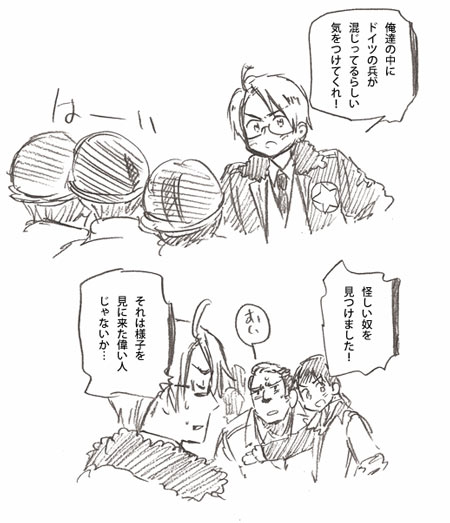 俺達の中に
ドイツの兵が
混じってるらしい
気をつけてくれ！
はーい
怪しい奴を
見つけました！
おい
それは様子を
見に来た偉い人
じゃないか…